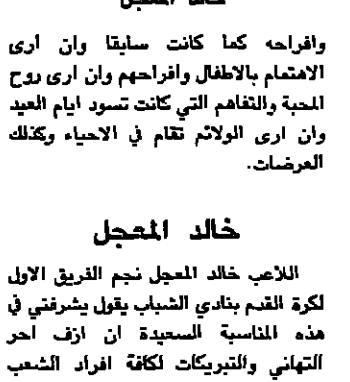 وافراحه كما كانت سابقا وان ارى
الاهتمام بالاطفال وافراحهم وان ارى روح
المحبة والتفاهم التي كانت تسود ايام العيد
وان ارى الولائم تقام في الاحياء وكذلك
العرضات.
خالد المعجل
اللاعب خالد المعجل نجم الفريق الاول
لكرة القدم بنادي الشباب يقول يشرفني في
هذه المناسبة السعيدة ان ازف احر
التهاني والتبريكات لكافة افراد الشعب